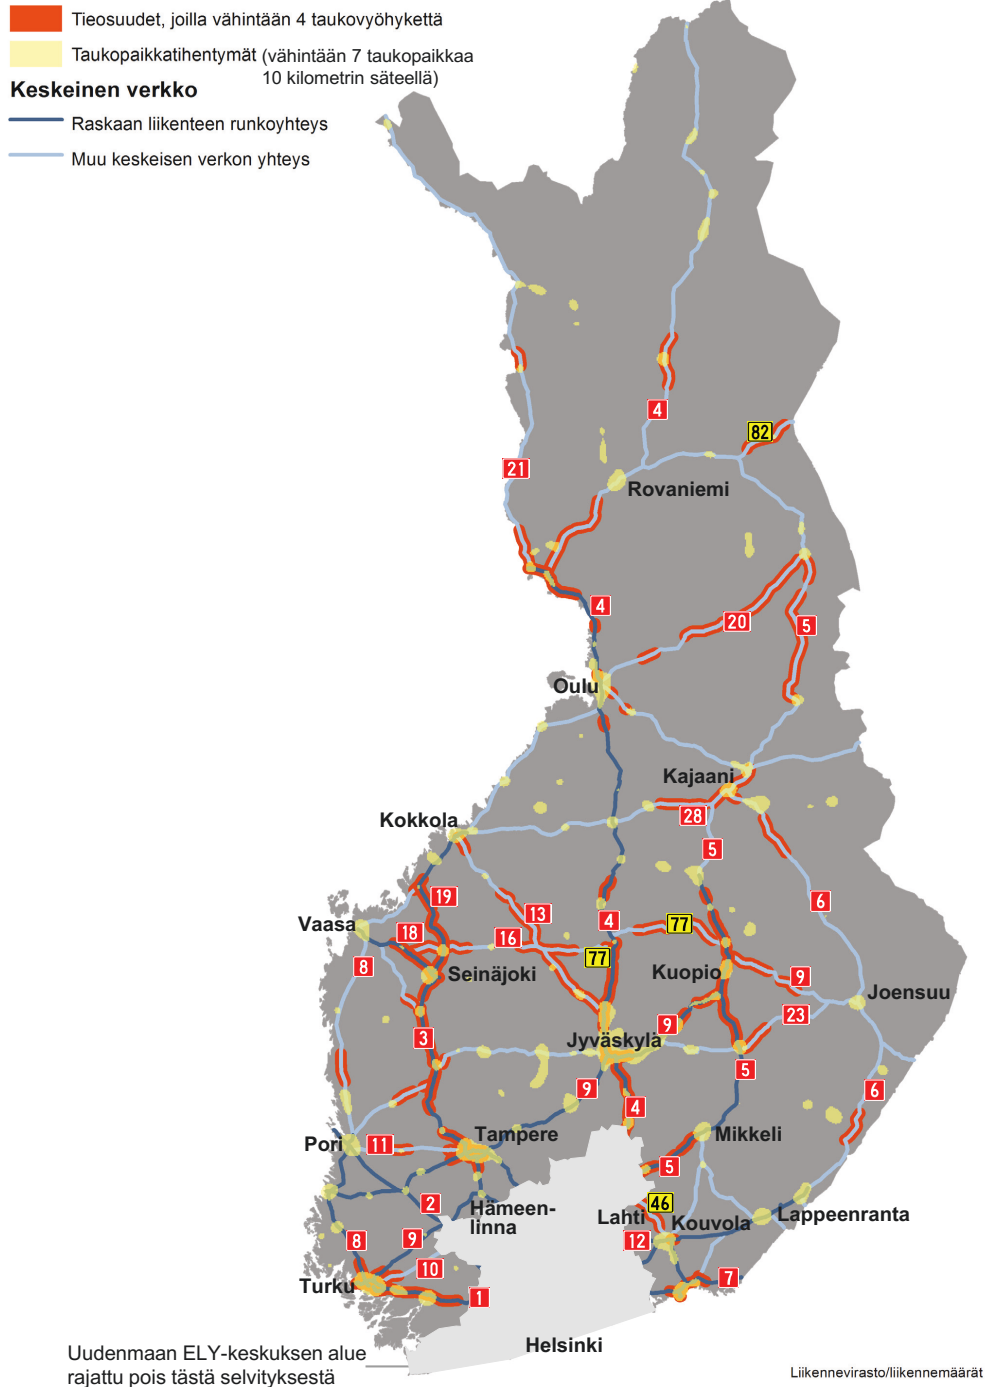 Tieosuudet, joilla vähintään 4 taukovyöhykettä
Taukopaikkatihentymät (vähintään 7 taukopaikkaa
10 kilometrin säteellä)
Keskeinen verkko
Raskaan liikenteen runkoyhteys
Muu keskeisen verkon yhteys
4
82
21
Rovaniemi
4
20
5
Oulu
Kajaani
28
Kokkola
5
19
6
13
Vaasa
18
16
4
77
77
8
Seinäjoki
Kuopio
9
Joensuu
23
3
Jyväskylä
9
5
9
6
4
Pori
11
Tampere
Mikkeli
5
2
Hämeen-
linna
46
Lahti
Kouvola
Lappeenranta
8
9
12
10
Turku
7
1
Helsinki
Uudenmaan ELY-keskuksen alue
rajattu pois tästä selvityksestä
Liikennevirasto/liikennemäärät